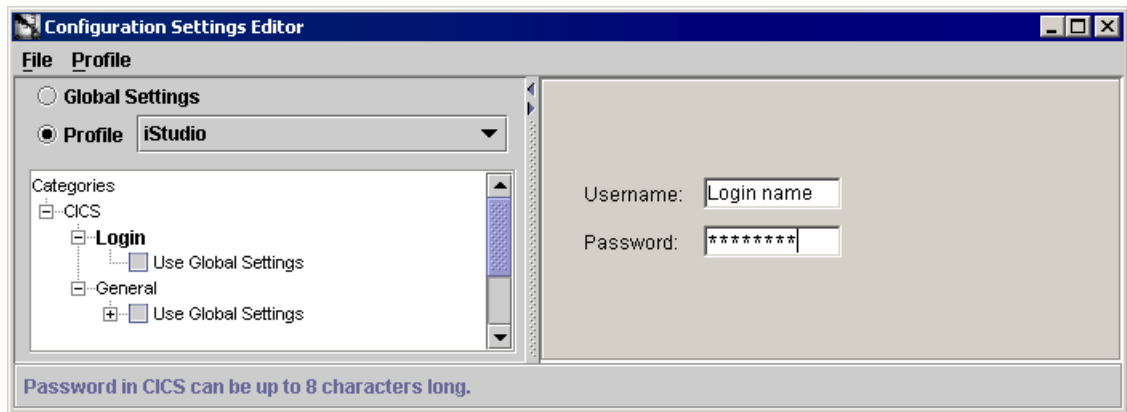 Configuration Settings Editor
File Profile
Global Settings
Profile iStudio
Categories
CICS
Login
Use Global Settings
General
Use Global Settings
Username: Login name
Password: ********
Password in CICS can be up to 8 characters long.